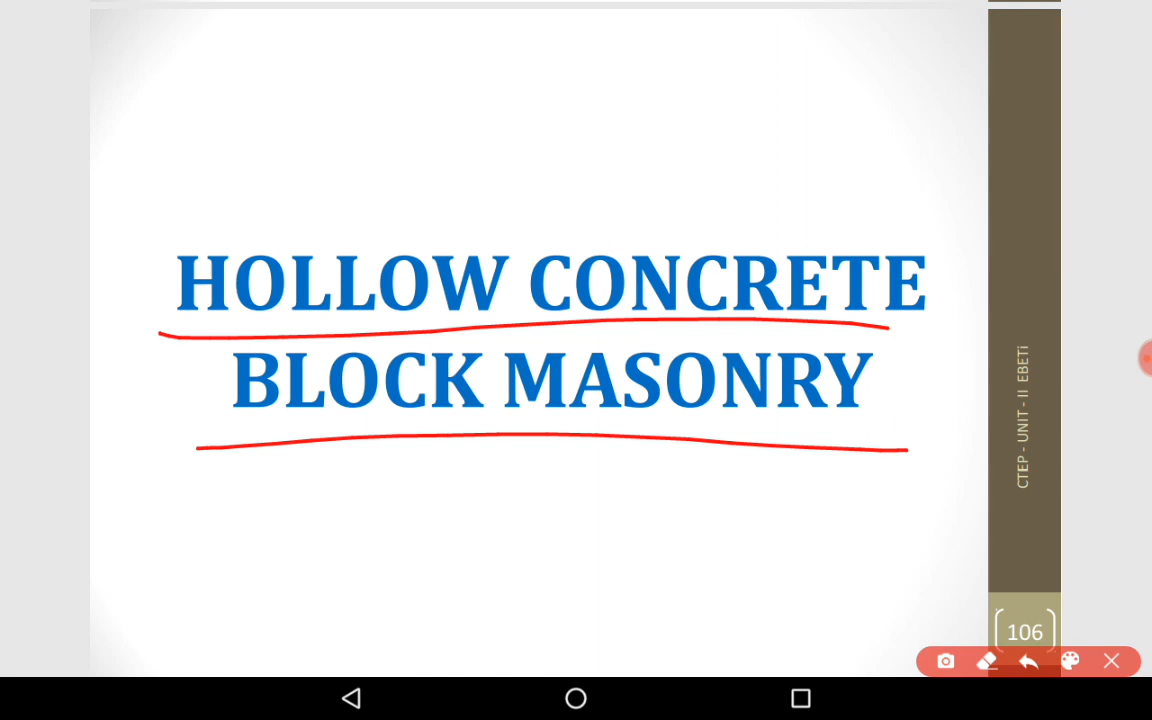 HOLLOW CONCRETE
BLOCK MASONRY
CTEP - UNIT - II EBETi
106